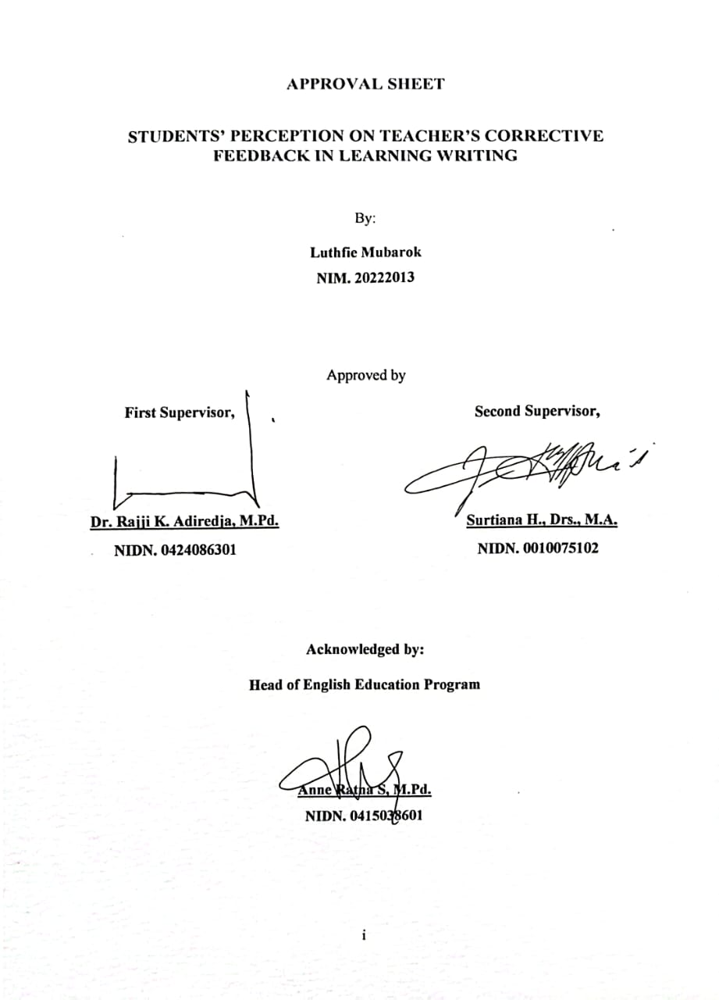 APPROVAL SHEET
STUDENTS’ PERCEPTION ON TEACHER’S CORRECTIVE
FEEDBACK IN LEARNING WRITING
By:
Luthfie Mubarok
NIM. 20222013
Approved by
First Supervisor,
Dr. Rajji K. Adiredja, M.Pd.
NIDN. 0424086301
Second Supervisor,
Surtiana H., Drs., M.A.
NIDN. 0010075102
Acknowledged by:
Head of English Education Program
Anne Ratna S, M.Pd.
NIDN. 0415038601
i